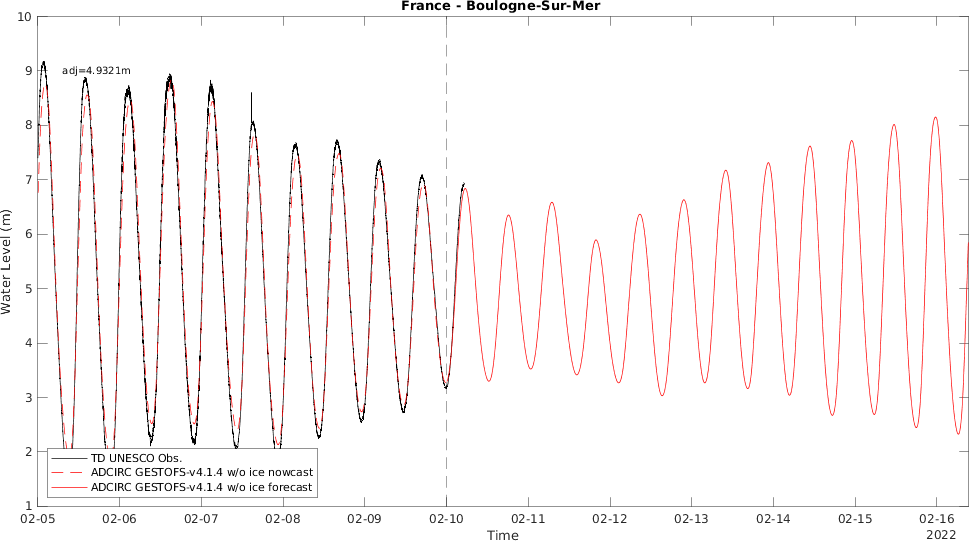 France - Boulogne-Sur-Mer
10
9
8
7
6
5
4
3
2
1
Water Level (m)
adj=4.9321m
TD UNESCO Obs.
ADCIRC GESTOFS-v4.1.4 w/o ice nowcast
ADCIRC GESTOFS-v4.1.4 w/o ice forecast
02-05 02-06 02-07 02-08 02-09 02-10 02-11 02-12 02-13 02-14 02-15 02-16
2022
Time